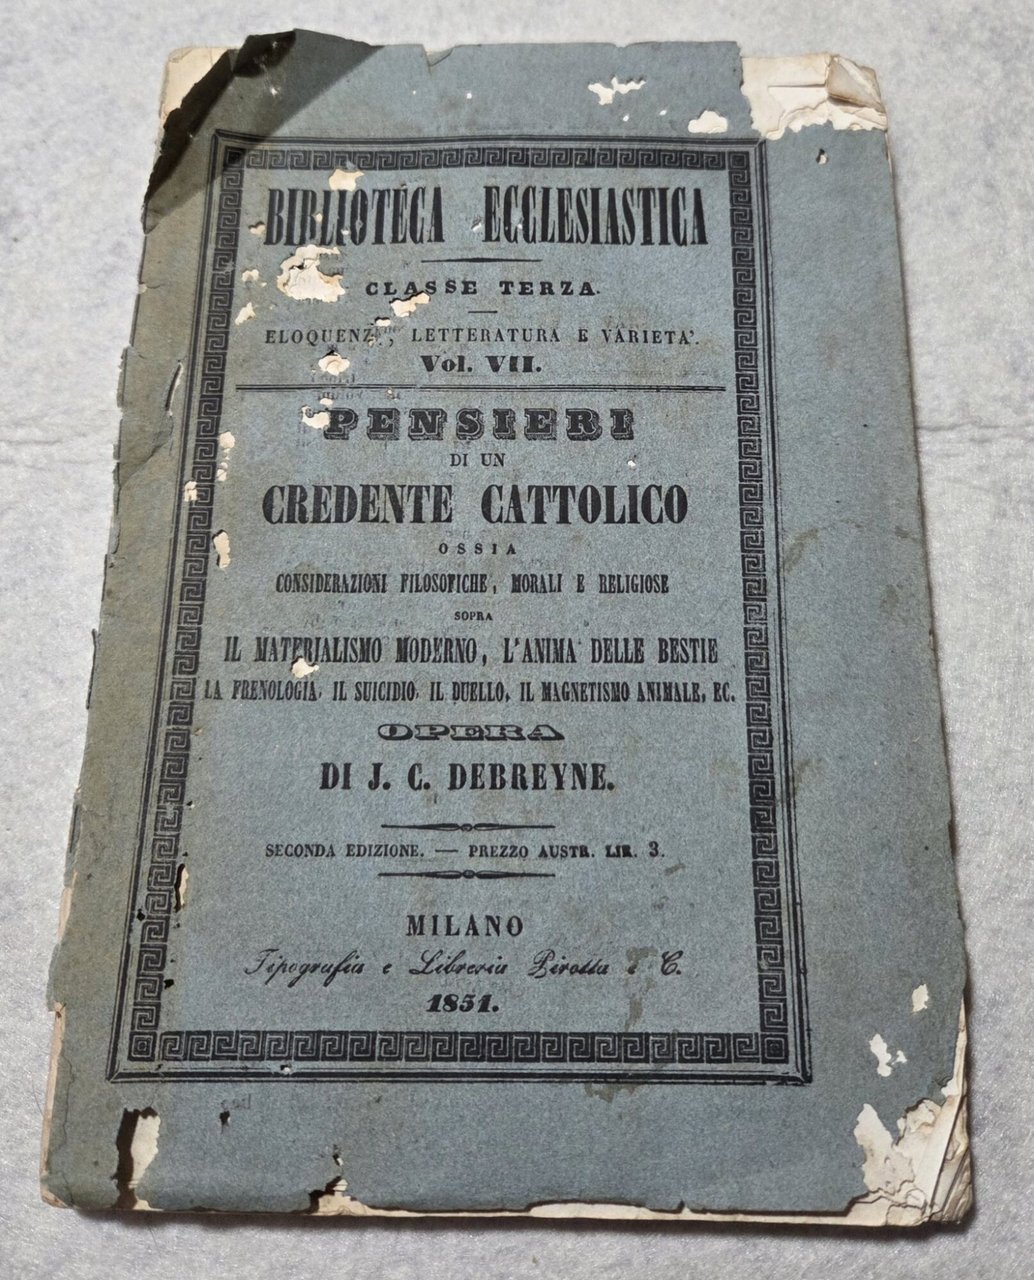 BIBLIOTECA ECCLESIASTICA
CLASSE TERZA.
ELOQUENZA, LETTERATURA E VARIETA'.
Vol. VII.
PENSIERI
DI UN
CREDENTE CATTOLICO
OSSIA
CONSIDERAZIONI FILOSOFICHE, MORALI E RELIGIOSE
SOPRA
IL MATERIALISMO MODERNO, L'ANIMA DELLE BESTIE
LA FRENOLOGIA, IL SUICIDIO, IL DUELLO, IL MAGNETISMO ANIMALE, EC.
OPERA
DI J. C. DEBREYNE.
SECONDA EDIZIONE. — PREZZO AUSTR. LIR. 3.
MILANO
Tipografia e Libreria Pirotta e C.
1851.